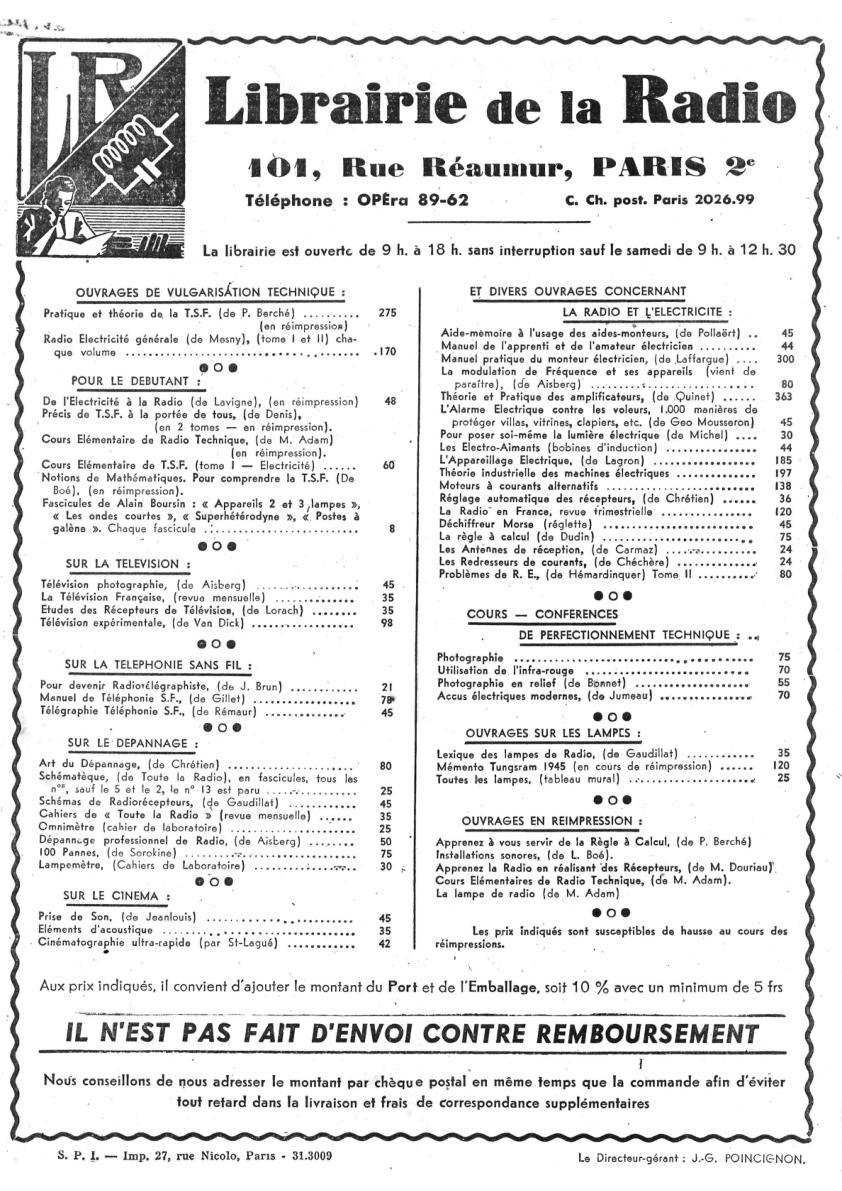 LR
Librairie de la Radio
101, Rue Réaumur, PARIS 2e
Téléphone : OPÉra 89-62 C. Ch. post. Paris 2026.99
La librairie est ouverte de 9 h. à 18 h. sans interruption sauf le samedi de 9 h. à 12 h. 30
OUVRAGES DE VULGARISATION TECHNIQUE :
Pratique et théorie de la T.S.F. (de P. Berché) .......... 275
(en réimpression)
Radio Electricité générale (de Mesny), (tome I et II) cha-
que volume .......... 170
POUR LE DEBUTANT :
De l'Electricité à la Radio (de Lavigne), (en réimpression) 48
Précis de T.S.F. à la portée de tous, (de Denis),
(en 2 tomes — en réimpression).
Cours Elémentaire de Radio Technique, (de M. Adam)
(en réimpression).
Cours Elémentaire de T.S.F. (tome I — Electricité) ...... 60
Notions de Mathématiques. Pour comprendre la T.S.F. (De
Boé), (en réimpression).
Fascicules de Alain Boursin : « Appareils 2 et 3 lampes »,
« Les ondes courtes », « Superhétérodyne », « Postes à
galène ». Chaque fascicule .......... 8
SUR LA TELEVISION :
Télévision photographie, (de Aisberg) .......... 45
La Télévision Française, (revue mensuelle) .......... 35
Etudes des Récepteurs de Télévision, (de Lorach) ........ 35
Télévision expérimentale, (de Van Dick) .......... 98
SUR LA TELEPHONIE SANS FIL :
Pour devenir Radiotélégraphiste, (de J. Brun) .......... 21
Manuel de Téléphonie S.F., (de Gillet) .......... 78
Télégraphie Téléphonie S.F., (de Rémaur) .......... 45
SUR LE DEPANNAGE :
Art du Dépannage, (de Chrétien) .......... 80
Schématèque, (de Toute la Radio), en fascicules, tous les
nos, sauf le 5 et le 2, le n° 13 est paru .......... 25
Schémas de Radiorécepteurs, (de Gaudillat) .......... 45
Cahiers de « Toute la Radio » (revue mensuelle) ...... 35
Omnimètre (cahier de laboratoire) .......... 25
Dépannage professionnel de Radio, (de Aisberg) .......... 50
100 Pannes, (de Sorokine) .......... 75
Lampemètre, (Cahiers de Laboratoire) .......... 30
SUR LE CINEMA :
Prise de Son, (de Jeanlouis) .......... 45
Eléments d'acoustique .......... 35
Cinématographie ultra-rapide (par St-Lagué) .......... 42
ET DIVERS OUVRAGES CONCERNANT
LA RADIO ET L'ELECTRICITE :
Aide-mémoire à l'usage des aides-monteurs, (de Pollaërt) .. 45
Manuel de l'apprenti et de l'amateur électricien .......... 44
Manuel pratique du monteur électricien, (de Laffargue) .... 300
La modulation de Fréquence et ses appareils (vient de
paraître), (de Aisberg) .......... 80
Théorie et Pratique des amplificateurs, (de Quinet) ...... 363
L'Alarme Electrique contre les voleurs, 1.000 manières de
protéger villas, vitrines, clapiers, etc. (de Geo Mousseron) 45
Pour poser soi-même la lumière électrique (de Michel) .... 30
Les Electro-Aimants (bobines d'induction) .......... 44
L'Appareillage Electrique, (de Lagron) .......... 185
Théorie industrielle des machines électriques .......... 197
Moteurs à courants alternatifs .......... 138
Réglage automatique des récepteurs, (de Chrétien) .......... 36
La Radio en France, revue trimestrielle .......... 120
Déchiffreur Morse (réglette) .......... 45
La règle à calcul (de Dudin) .......... 75
Les Antennes de réception, (de Carmaz) .......... 24
Les Redresseurs de courants, (de Chéchère) .......... 24
Problèmes de R. E., (de Hémardinquer) Tome II .......... 80
COURS — CONFERENCES
DE PERFECTIONNEMENT TECHNIQUE :
Photographie .......... 75
Utilisation de l'infra-rouge .......... 70
Photographie en relief (de Bonnet) .......... 55
Accus électriques modernes, (de Jumeau) .......... 70
OUVRAGES SUR LES LAMPES :
Lexique des lampes de Radio, (de Gaudillat) .......... 35
Mémento Tungsram 1945 (en cours de réimpression) ...... 120
Toutes les lampes, (tableau mural) .......... 25
OUVRAGES EN REIMPRESSION :
Apprenez à vous servir de la Règle à Calcul, (de P. Berché)
Installations sonores, (de L. Boé).
Apprenez la Radio en réalisant des Récepteurs, (de M. Douriau)
Cours Elémentaires de Radio Technique, (de M. Adam).
La lampe de radio (de M. Adam)
Les prix indiqués sont susceptibles de hausse au cours des
réimpressions.
Aux prix indiqués, il convient d'ajouter le montant du Port et de l'Emballage, soit 10 % avec un minimum de 5 frs
IL N'EST PAS FAIT D'ENVOI CONTRE REMBOURSEMENT
Nous conseillons de nous adresser le montant par chèque postal en même temps que la commande afin d'éviter
tout retard dans la livraison et frais de correspondance supplémentaires
S. P. I. — Imp. 27, rue Nicolo, Paris - 31.3009 Le Directeur-gérant : J.-G. POINCIGNON.